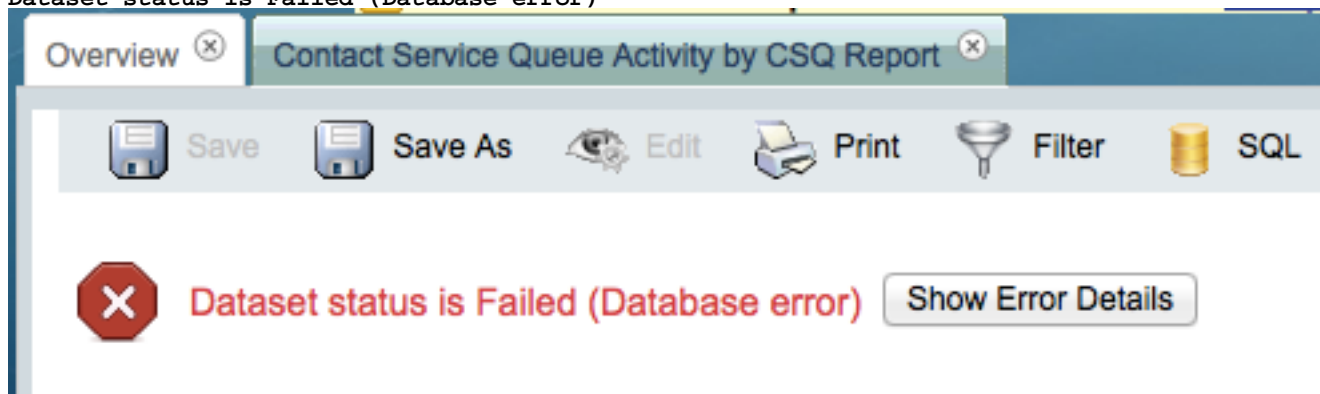 Dataset status is Failed (Database error)
Overview
Contact Service Queue Activity by CSQ Report
Save
Save As
Edit
Print
Filter
SQL
Dataset status is Failed (Database error)
Show Error Details